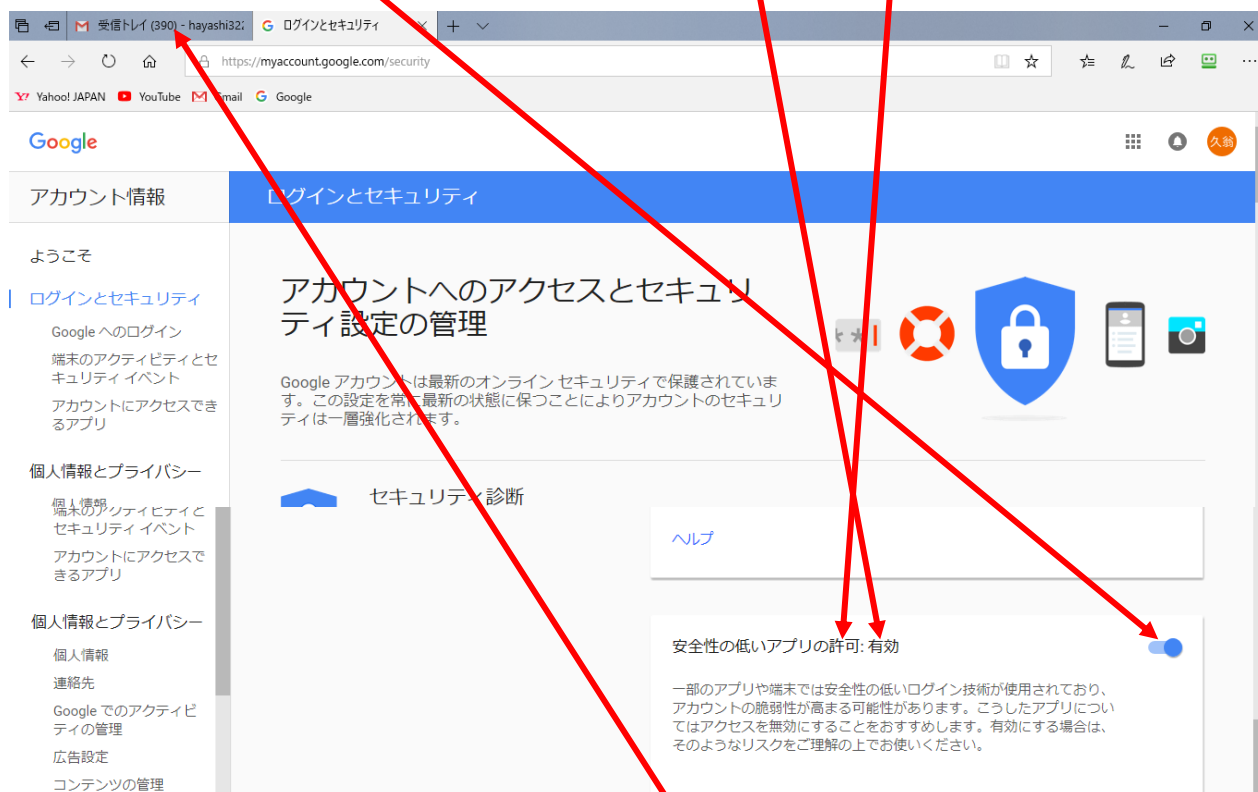 受信トレイ (390) - hayashi322
ログインとセキュリティ
https://myaccount.google.com/security
Yahoo! JAPAN YouTube Gmail Google
Google
久翁
アカウント情報
ログインとセキュリティ
ようこそ
ログインとセキュリティ
Google へのログイン
端末のアクティビティとセ
キュリティ イベント
アカウントにアクセスでき
るアプリ
個人情報とプライバシー
個人情報
端末のアクティビティと
セキュリティ イベント
アカウントにアクセスで
きるアプリ
個人情報とプライバシー
個人情報
連絡先
Google でのアクティビ
ティの管理
広告設定
コンテンツの管理
アカウントへのアクセスとセキュリ
ティ設定の管理
Google アカウントは最新のオンライン セキュリティで保護されていま
す。この設定を常に最新の状態に保つことによりアカウントのセキュリ
ティは一層強化されます。
セキュリティ診断
ヘルプ
安全性の低いアプリの許可: 有効
一部のアプリや端末では安全性の低いログイン技術が使用されており、
アカウントの脆弱性が高まる可能性があります。こうしたアプリについ
てはアクセスを無効にすることをおすすめします。有効にする場合は、
そのようなリスクをご理解の上でお使いください。